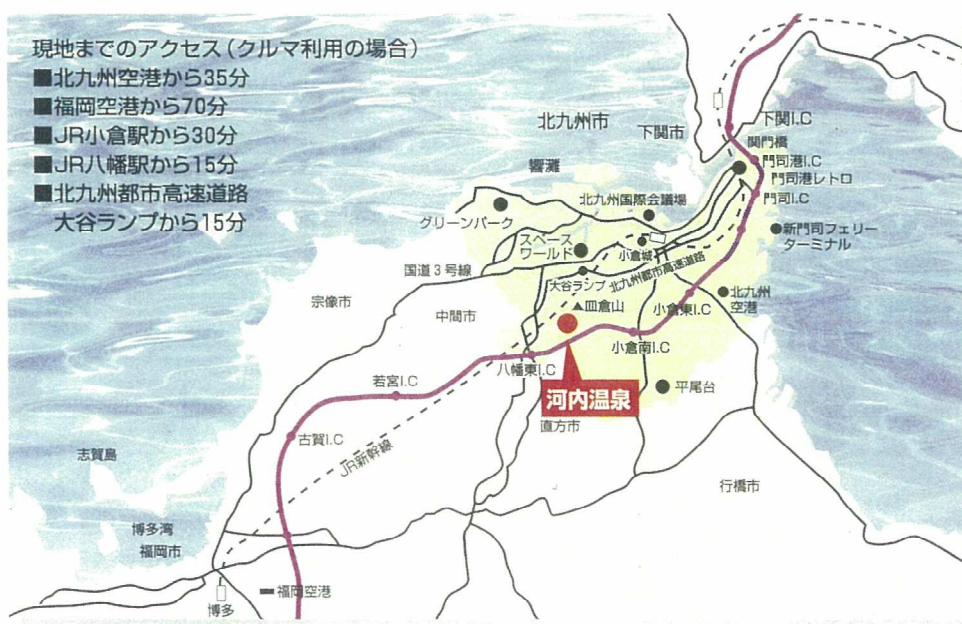 現地までのアクセス(クルマ利用の場合)
■北九州空港から35分
■福岡空港から70分
■JR小倉駅から30分
■JR八幡駅から15分
■北九州都市高速道路
大谷ランプから15分
北九州市
下関市
下関I.C
関門橋
門司港I.C
門司港レトロ
門司I.C
響灘
北九州国際会議場
グリーンパーク
スペース
ワールド
小倉城
新門司フェリー
ターミナル
国道3号線
大谷ランプ
北九州都市高速道路
宗像市
中間市
▲皿倉山
小倉東I.C
北九州
空港
小倉南I.C
八幡東I.C
若宮I.C
河内温泉
平尾台
直方市
古賀I.C
JR新幹線
志賀島
行橋市
博多湾
福岡市
福岡空港
博多